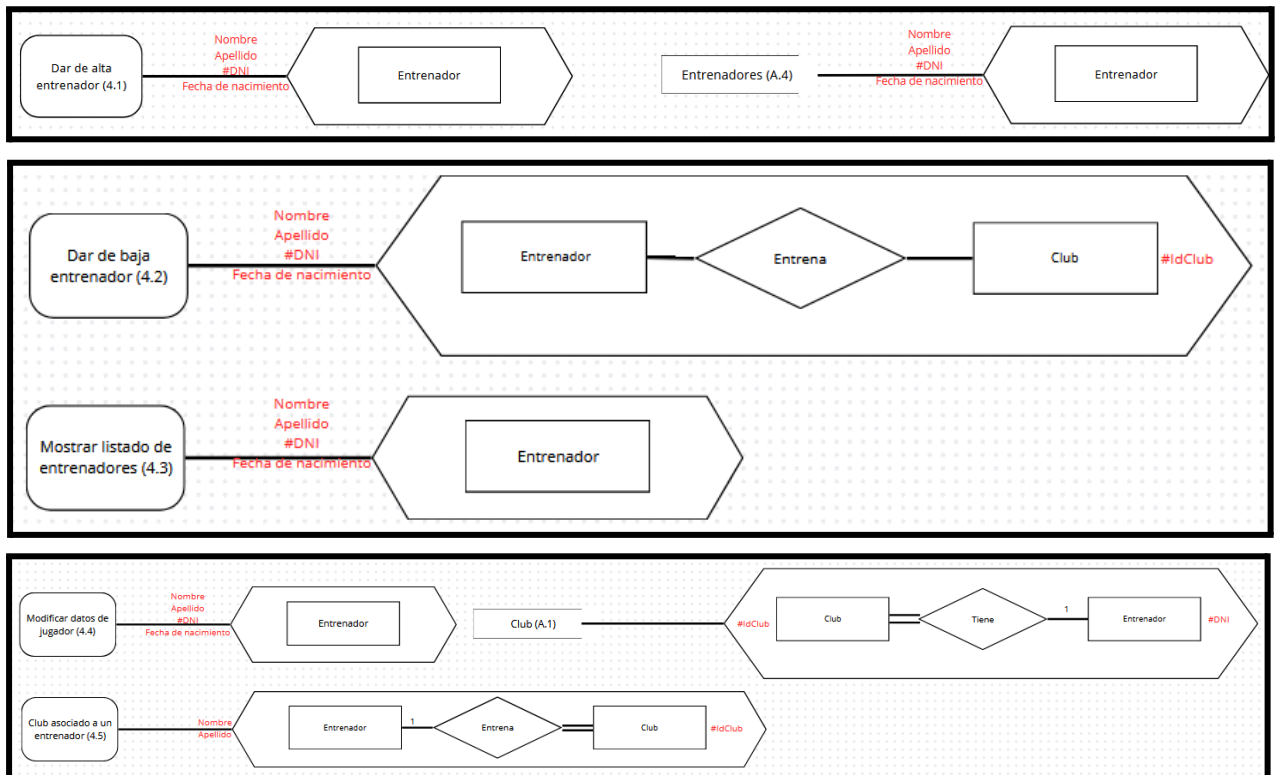 Dar de alta
entrenador (4.1)
Nombre
Apellido
#DNI
Fecha de nacimiento
Entrenador
Entrenadores (A.4)
Nombre
Apellido
#DNI
Fecha de nacimiento
Entrenador
Dar de baja
entrenador (4.2)
Nombre
Apellido
#DNI
Fecha de nacimiento
Entrenador
Entrena
Club
#IdClub
Mostrar listado de
entrenadores (4.3)
Nombre
Apellido
#DNI
Fecha de nacimiento
Entrenador
Modificar datos de
jugador (4.4)
Nombre
Apellido
#DNI
Fecha de nacimiento
Entrenador
Club (A.1)
#IdClub
Club
Tiene
1
Entrenador
#DNI
Club asociado a un
entrenador (4.5)
Nombre
Apellido
Entrenador
1
Entrena
Club
#IdClub